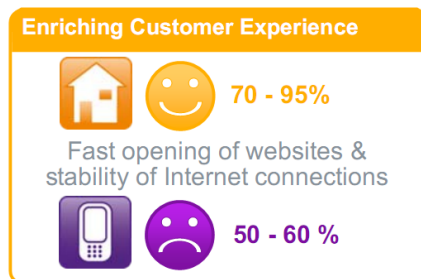 Enriching Customer Experience
70 - 95%
Fast opening of websites &
stability of Internet connections
50 - 60 %